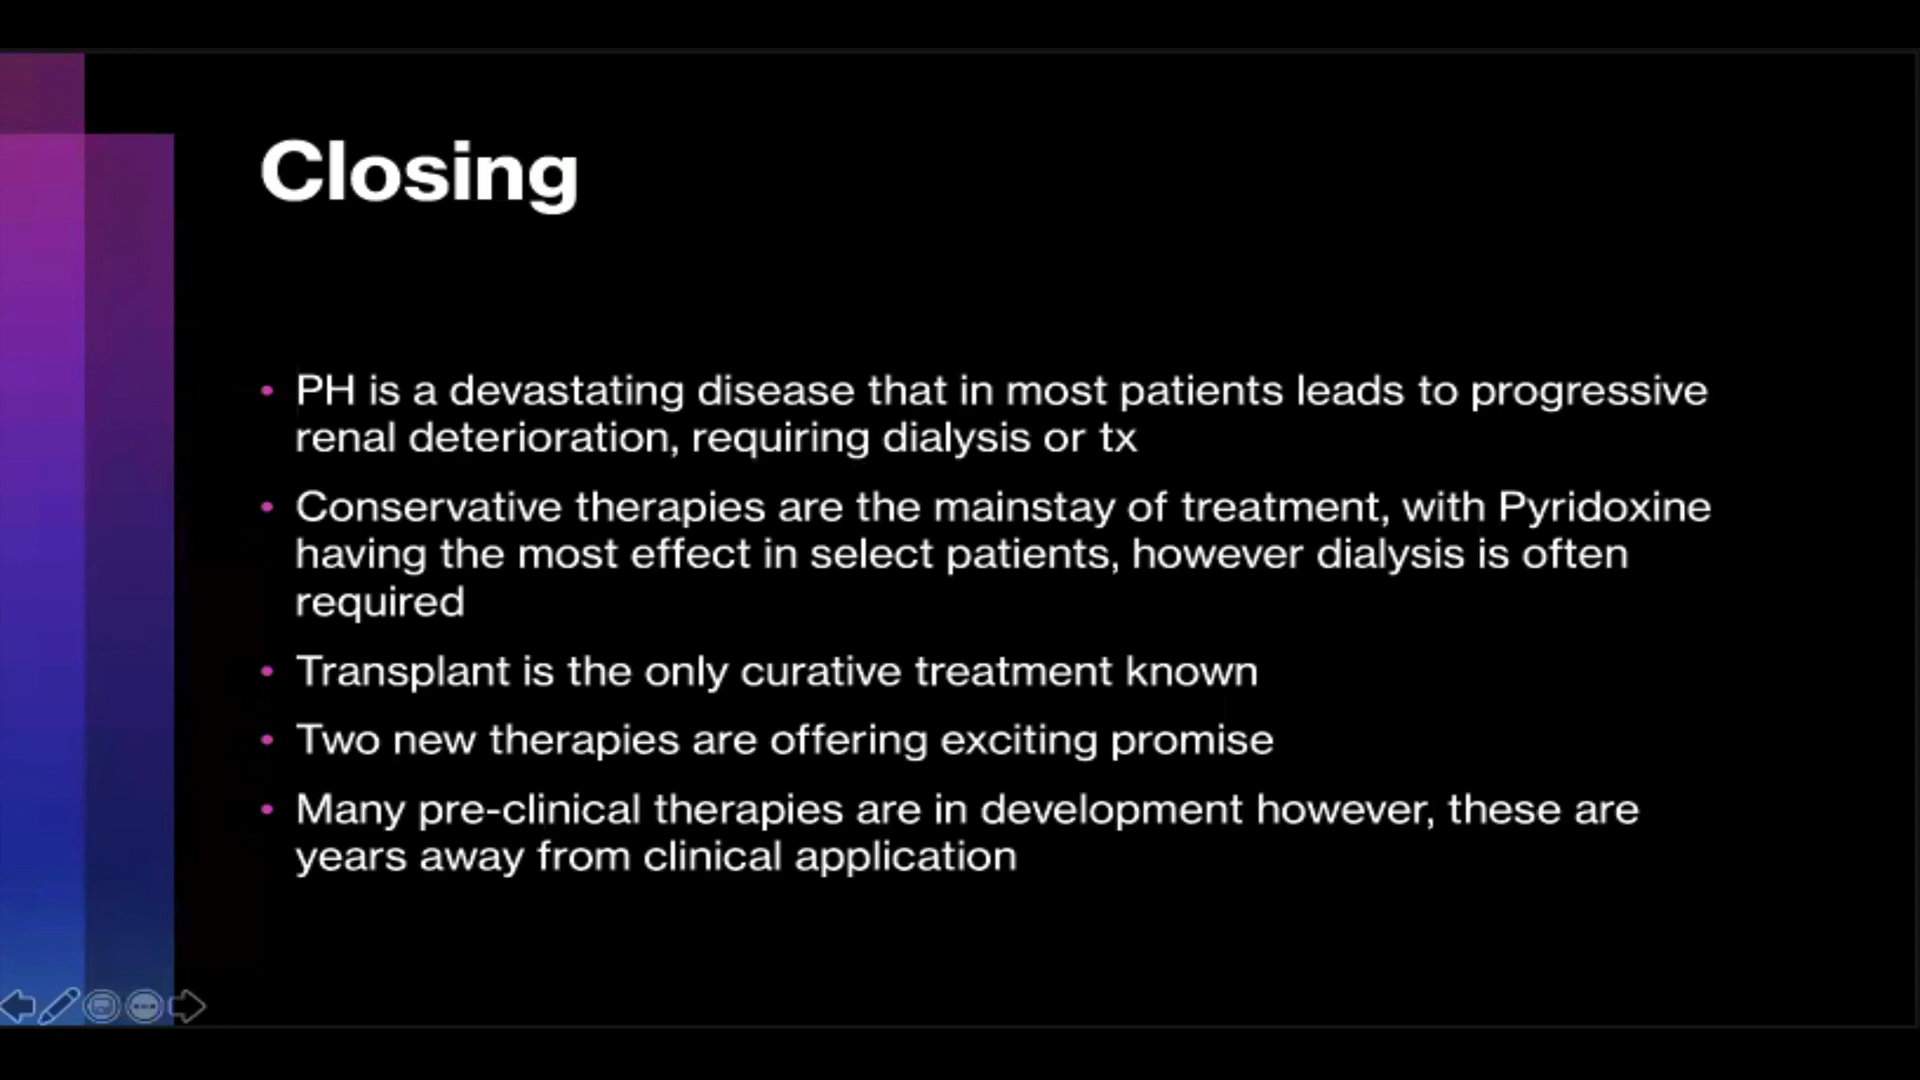 Closing
• PH is a devastating disease that in most patients leads to progressive
renal deterioration, requiring dialysis or tx
• Conservative therapies are the mainstay of treatment, with Pyridoxine
having the most effect in select patients, however dialysis is often
required
• Transplant is the only curative treatment known
• Two new therapies are offering exciting promise
• Many pre-clinical therapies are in development however, these are
years away from clinical application